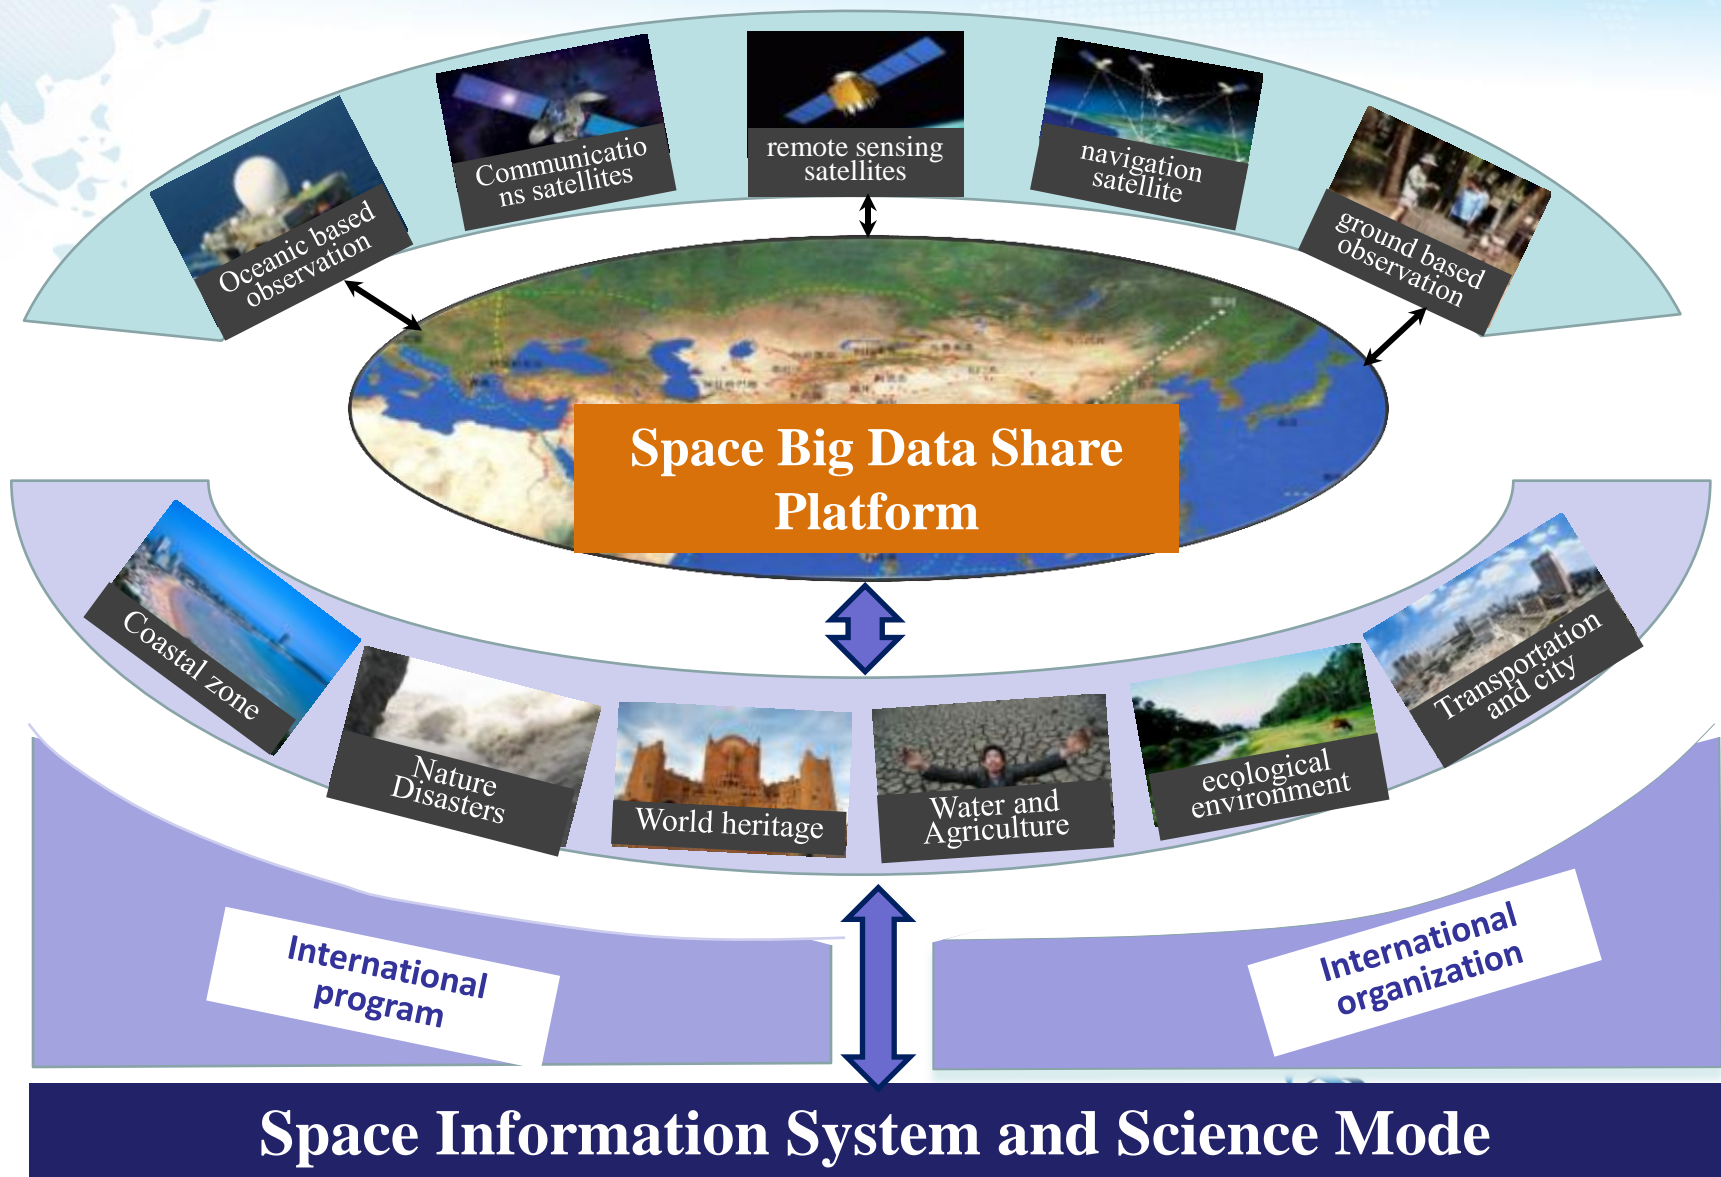 Communicatio
ns satellites
remote sensing
satellites
navigation
satellite
Oceanic based
observation
ground based
observation
Space Big Data Share
Platform
Coastal zone
Nature
Disasters
World heritage
Water and
Agriculture
ecological
environment
Transportation
and city
International
program
International
organization
Space Information System and Science Mode